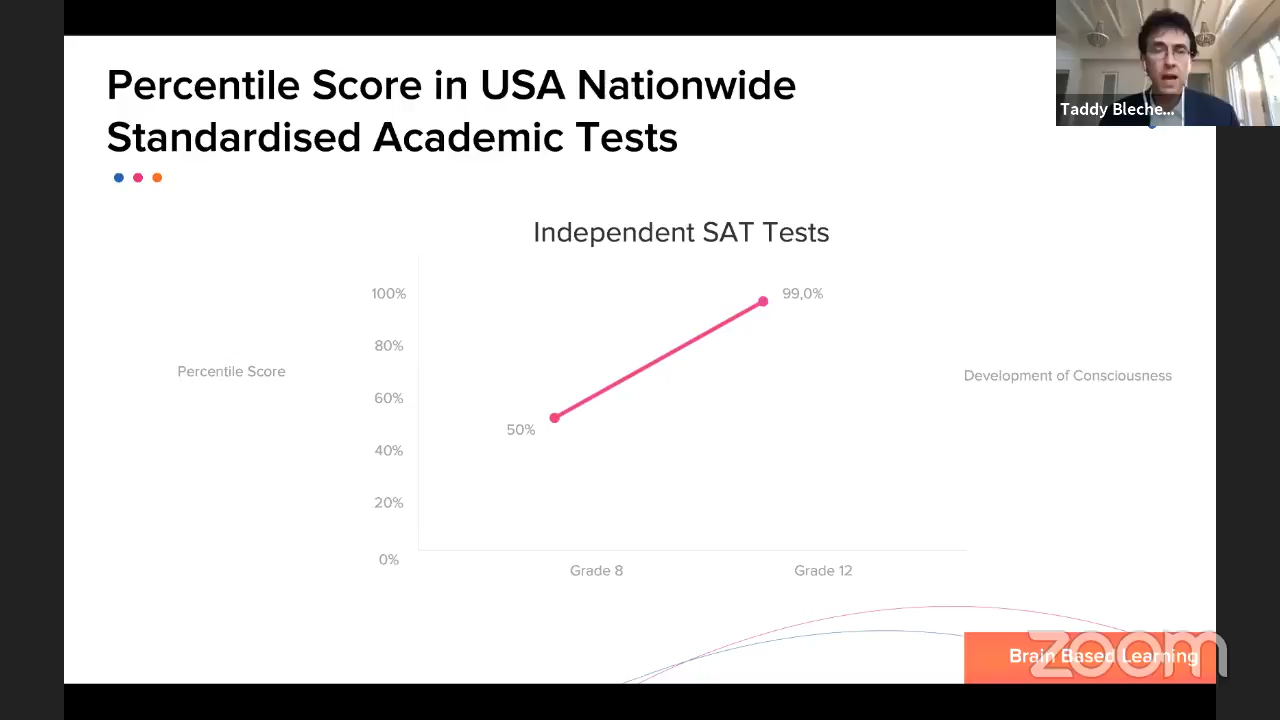 Percentile Score in USA Nationwide
Standardised Academic Tests
Taddy Bleche...
Independent SAT Tests
100%
99,0%
80%
Percentile Score
Development of Consciousness
60%
50%
40%
20%
0%
Grade 8
Grade 12
Brain Based Learning
zoom